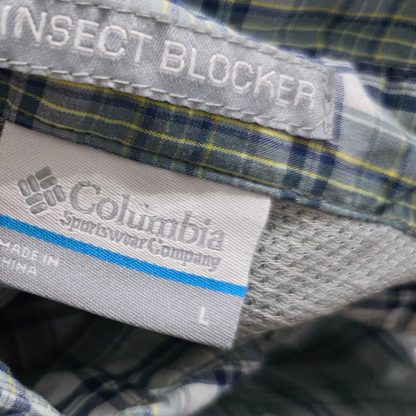 INSECT BLOCKER
Columbia
Sportswear Company
MADE IN
CHINA
L